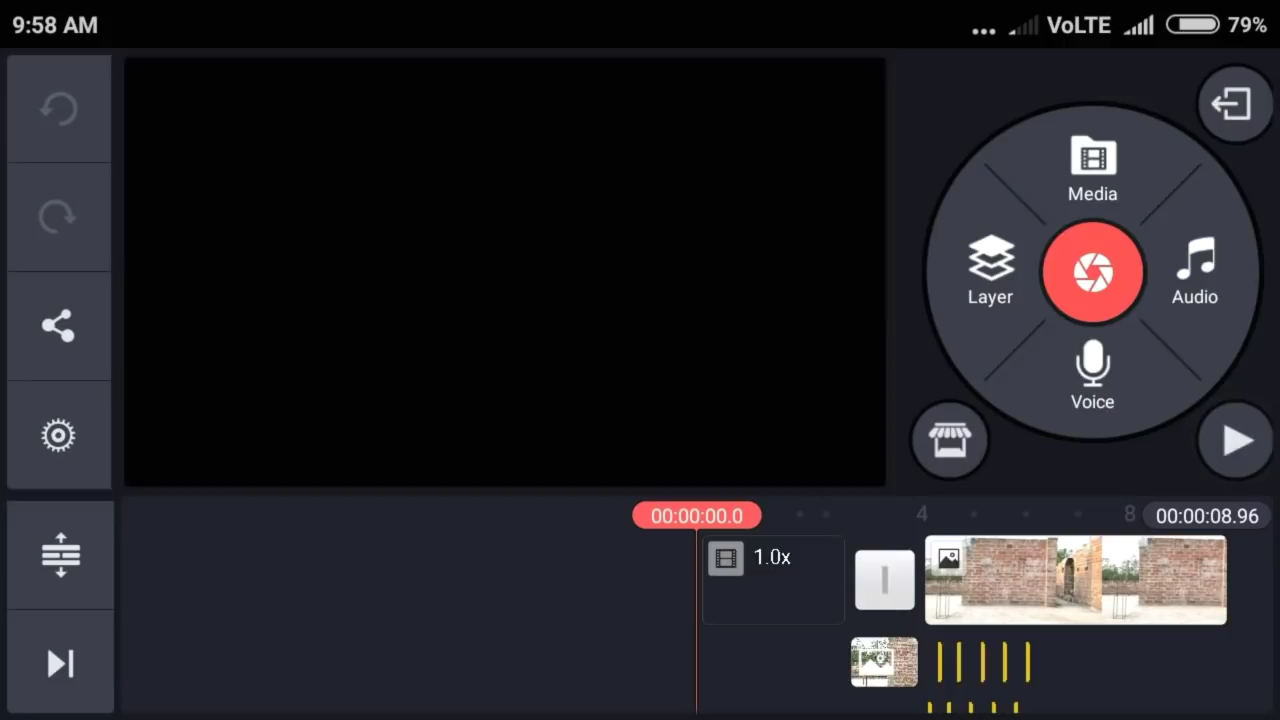 9:58 AM
... VoLTE 79%
Media
Layer
Audio
Voice
00:00:00.0
4
8
00:00:08.96
1.0x